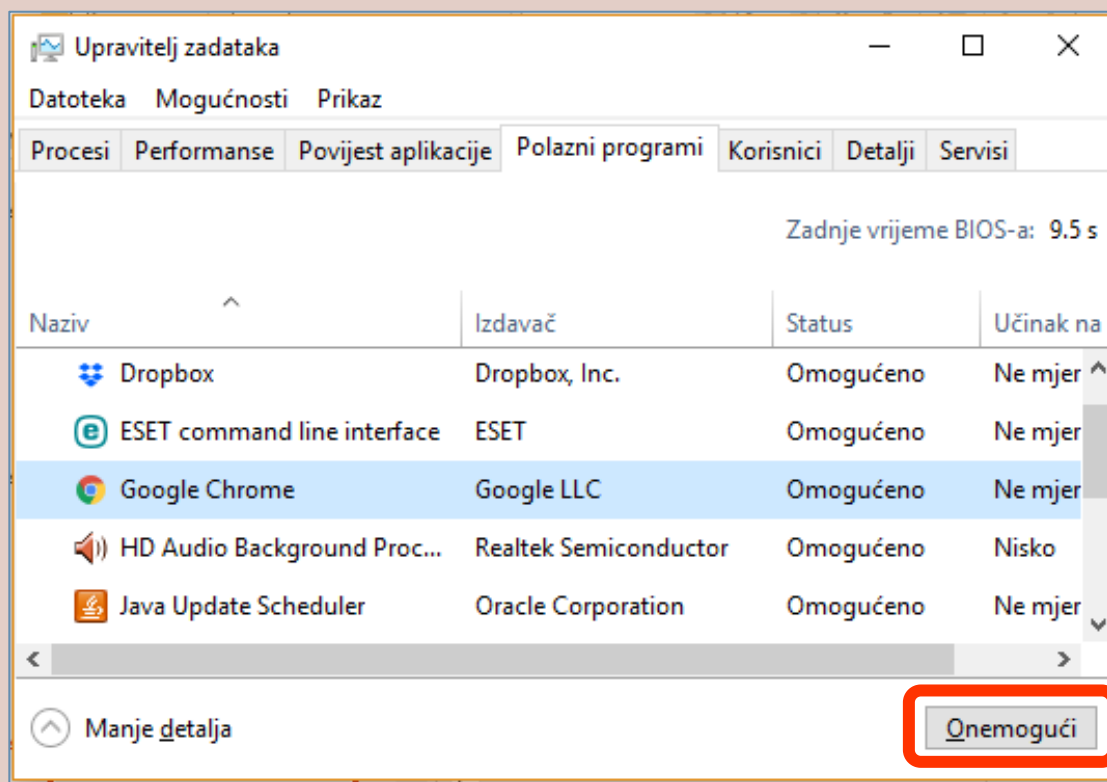 Upravitelj zadataka
Datoteka Mogućnosti Prikaz
Procesi Performanse Povijest aplikacije Polazni programi Korisnici Detalji Servisi
Zadnje vrijeme BIOS-a: 9.5 s
Naziv Izdavač Status Učinak na
Dropbox Dropbox, Inc. Omogućeno Ne mjer
ESET command line interface ESET Omogućeno Ne mjer
Google Chrome Google LLC Omogućeno Ne mjer
HD Audio Background Proc... Realtek Semiconductor Omogućeno Nisko
Java Update Scheduler Oracle Corporation Omogućeno Ne mjer
Manje detalja Onemogući